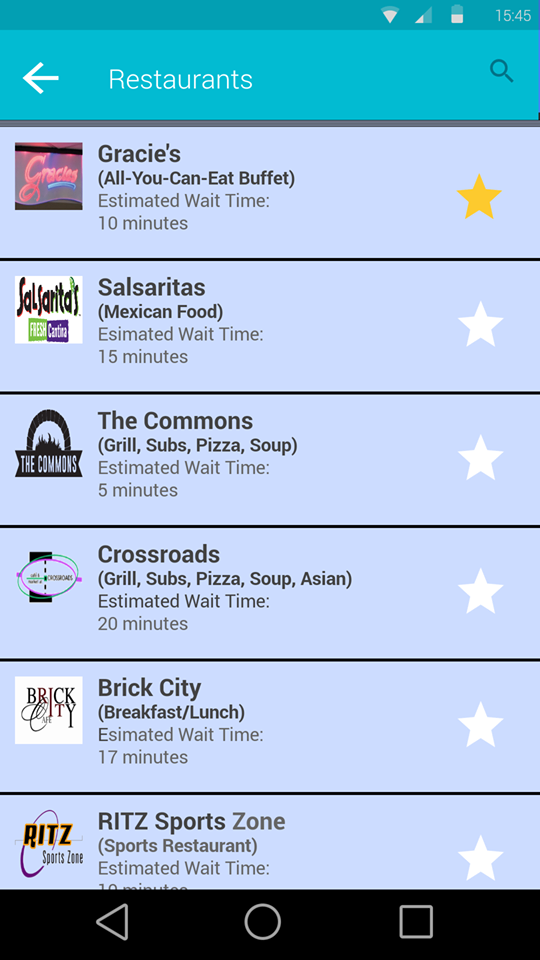 15:45
Restaurants
Gracies
Gracie's
(All-You-Can-Eat Buffet)
Estimated Wait Time:
10 minutes
Salsarita's
FRESH Cantina
Salsaritas
(Mexican Food)
Esimated Wait Time:
15 minutes
THE COMMONS
The Commons
(Grill, Subs, Pizza, Soup)
Estimated Wait Time:
5 minutes
CROSSROADS
Crossroads
(Grill, Subs, Pizza, Soup, Asian)
Estimated Wait Time:
20 minutes
BRICK
CITY
CAFE
Brick City
(Breakfast/Lunch)
Esimated Wait Time:
17 minutes
RITZ
Sports Zone
RITZ Sports Zone
(Sports Restaurant)
Estimated Wait Time:
10 minutes